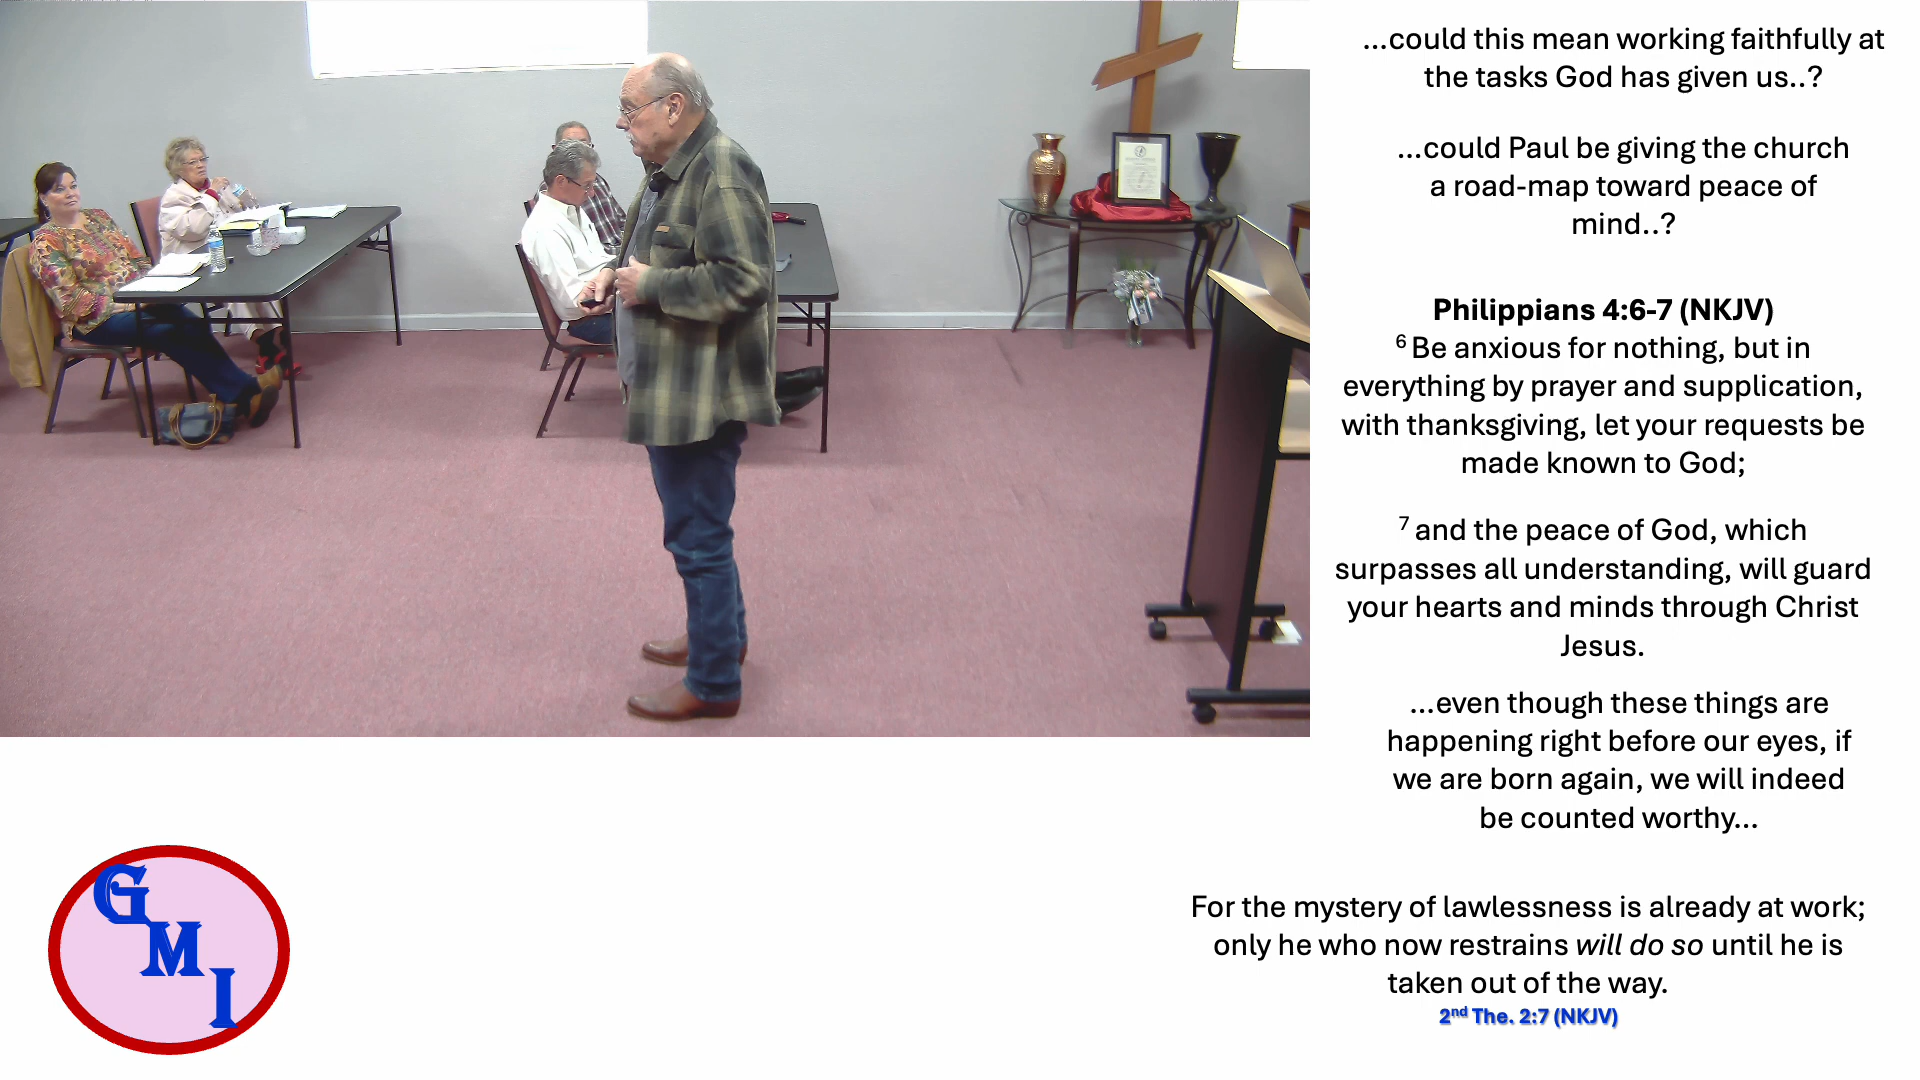 ...could this mean working faithfully at
the tasks God has given us..?
...could Paul be giving the church
a road-map toward peace of
mind..?
Philippians 4:6-7 (NKJV)
6 Be anxious for nothing, but in
everything by prayer and supplication,
with thanksgiving, let your requests be
made known to God;
7 and the peace of God, which
surpasses all understanding, will guard
your hearts and minds through Christ
Jesus.
...even though these things are
happening right before our eyes, if
we are born again, we will indeed
be counted worthy...
For the mystery of lawlessness is already at work;
only he who now restrains will do so until he is
taken out of the way.
2nd The. 2:7 (NKJV)
GMI